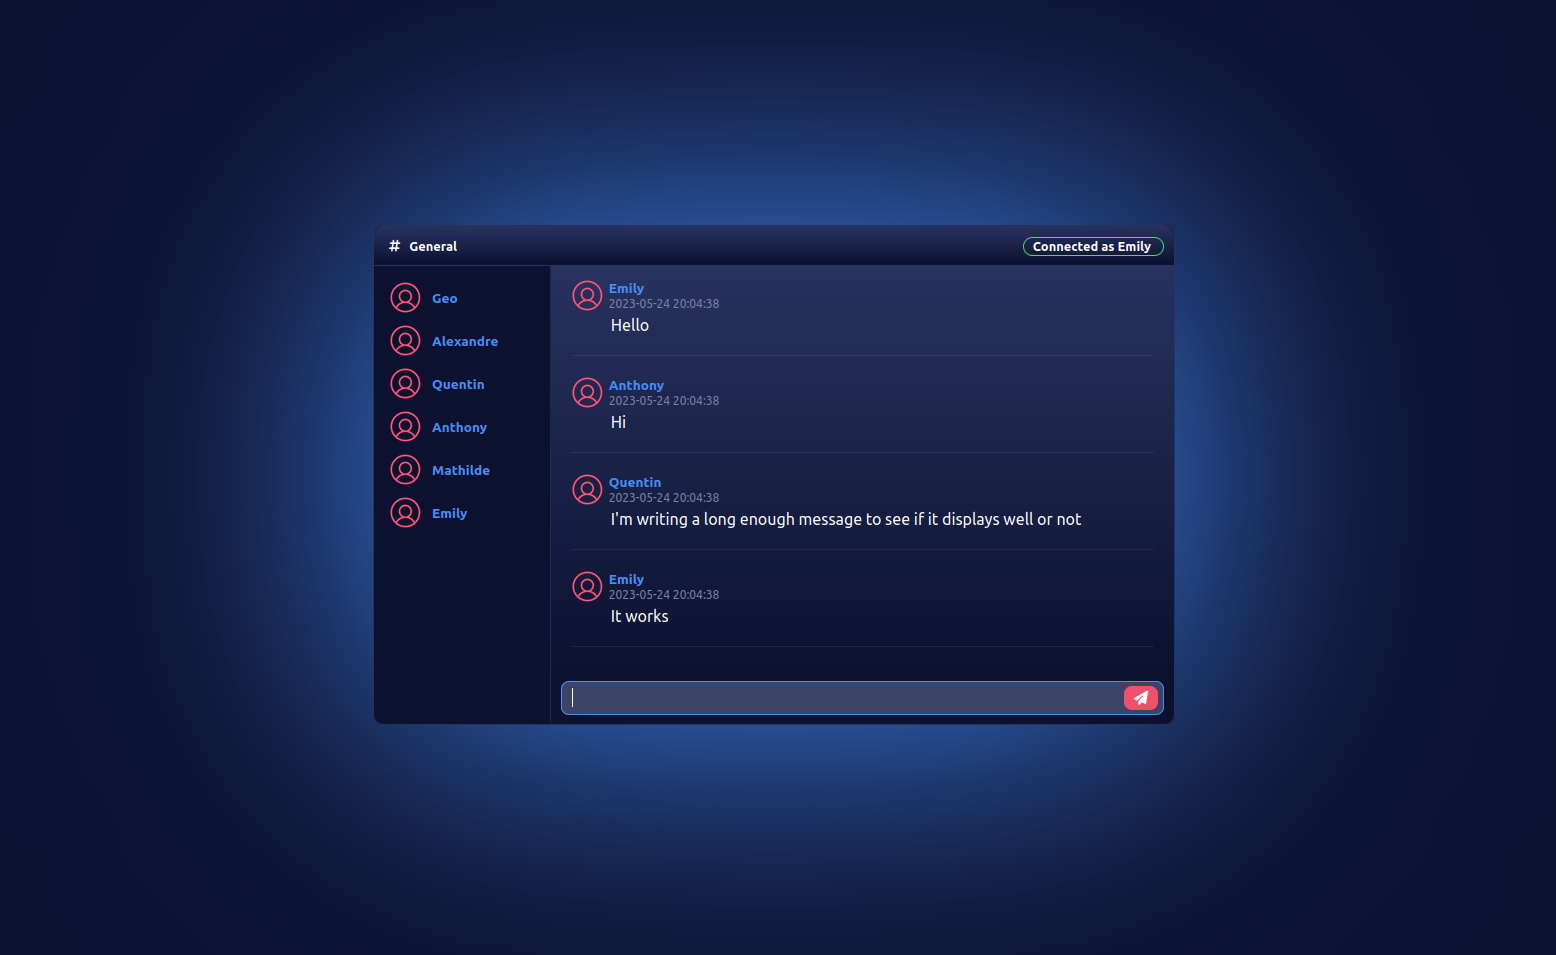 # General
Connected as Emily
Geo
Alexandre
Quentin
Anthony
Mathilde
Emily
Emily
2023-05-24 20:04:38
Hello
Anthony
2023-05-24 20:04:38
Hi
Quentin
2023-05-24 20:04:38
I'm writing a long enough message to see if it displays well or not
Emily
2023-05-24 20:04:38
It works